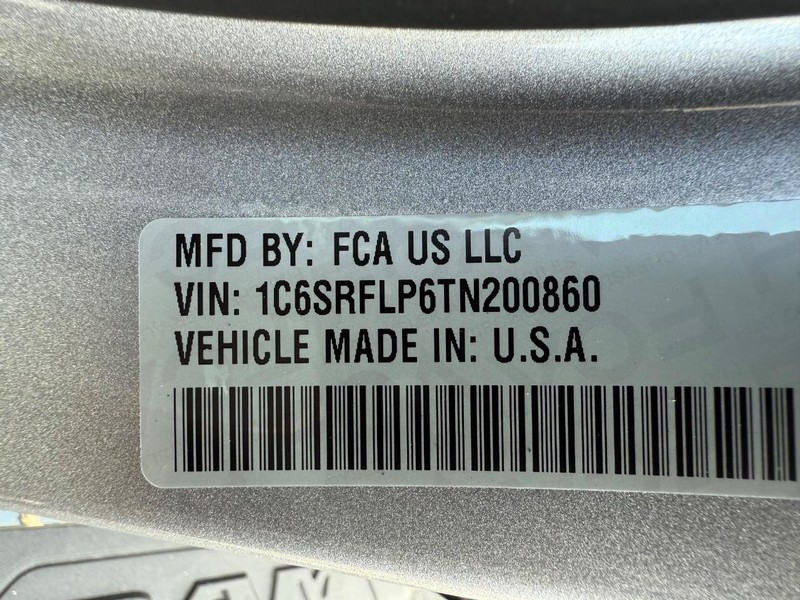 MFD BY: FCA US LLC
VIN: 1C6SRFLP6TN200860
VEHICLE MADE IN: U.S.A.